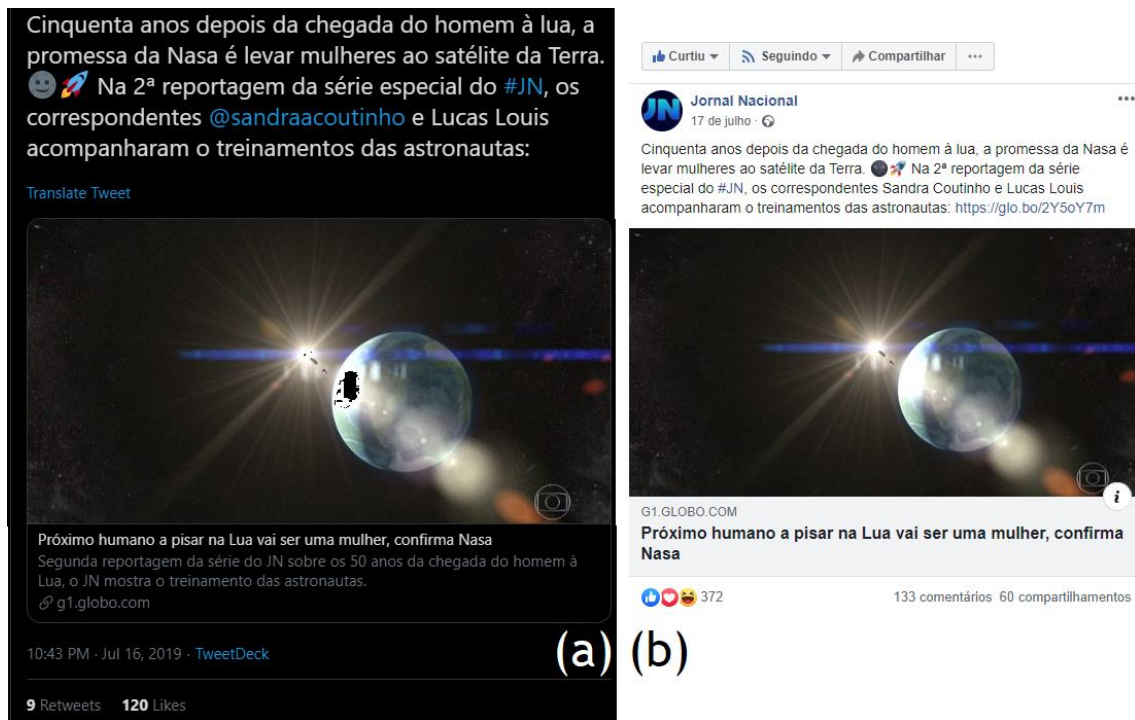 Cinquenta anos depois da chegada do homem à lua, a
promessa da Nasa é levar mulheres ao satélite da Terra.
🌚🚀 Na 2ª reportagem da série especial do #JN, os
correspondentes @sandraacoutinho e Lucas Louis
acompanharam o treinamentos das astronautas:
Translate Tweet
Próximo humano a pisar na Lua vai ser uma mulher, confirma Nasa
Segunda reportagem da série do JN sobre os 50 anos da chegada do homem à
Lua, o JN mostra o treinamento das astronautas.
g1.globo.com
10:43 PM · Jul 16, 2019 · TweetDeck
9 Retweets 120 Likes
(a)
Curtiu Seguindo Compartilhar ...
JN
Jornal Nacional
17 de julho ·
Cinquenta anos depois da chegada do homem à lua, a promessa da Nasa é
levar mulheres ao satélite da Terra. 🌚🚀 Na 2ª reportagem da série
especial do #JN, os correspondentes Sandra Coutinho e Lucas Louis
acompanharam o treinamentos das astronautas: https://glo.bo/2Y5oY7m
i
G1.GLOBO.COM
Próximo humano a pisar na Lua vai ser uma mulher, confirma
Nasa
372 133 comentários 60 compartilhamentos
(b)